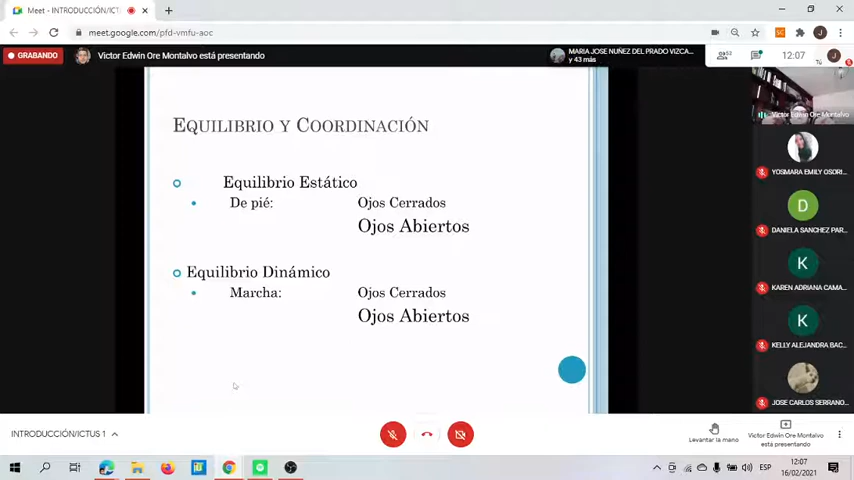 Meet - INTRODUCCIÓN/ICT
meet.google.com/pfd-vmfu-aoc
GRABANDO
Victor Edwin Ore Montalvo está presentando
MARIA JOSE NUÑEZ DEL PRADO VIZCA...
y 43 más
12:07
J
EQUILIBRIO Y COORDINACIÓN
Equilibrio Estático
De pié: Ojos Cerrados
Ojos Abiertos
Equilibrio Dinámico
Marcha: Ojos Cerrados
Ojos Abiertos
Victor Edwin Ore Montalvo
YOSMARA EMILY OSORI...
D
DANIELA SANCHEZ PAR...
K
KAREN ADRIANA CAMA...
K
KELLY ALEJANDRA BAC...
JOSE CARLOS SERRANO...
INTRODUCCIÓN/ICTUS 1
Levantar la mano
Victor Edwin Ore Montalvo
está presentando
ESP
12:07
16/02/2021